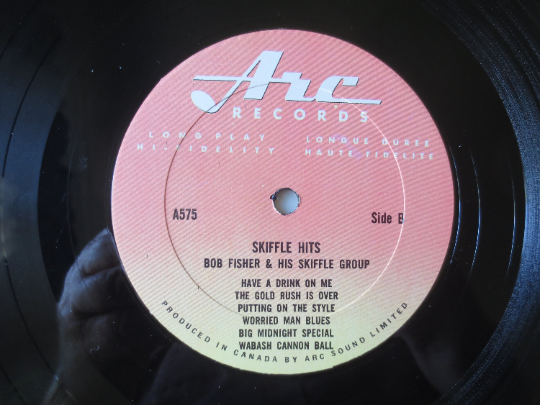 Arc
RECORDS
LONG PLAY LONGUE DUREE
HI-FIDELITY HAUTE FIDELITE
A575 Side B
SKIFFLE HITS
BOB FISHER & HIS SKIFFLE GROUP
HAVE A DRINK ON ME
THE GOLD RUSH IS OVER
PUTTING ON THE STYLE
WORRIED MAN BLUES
BIG MIDNIGHT SPECIAL
WABASH CANNON BALL
PRODUCED IN CANADA BY ARC SOUND LIMITED